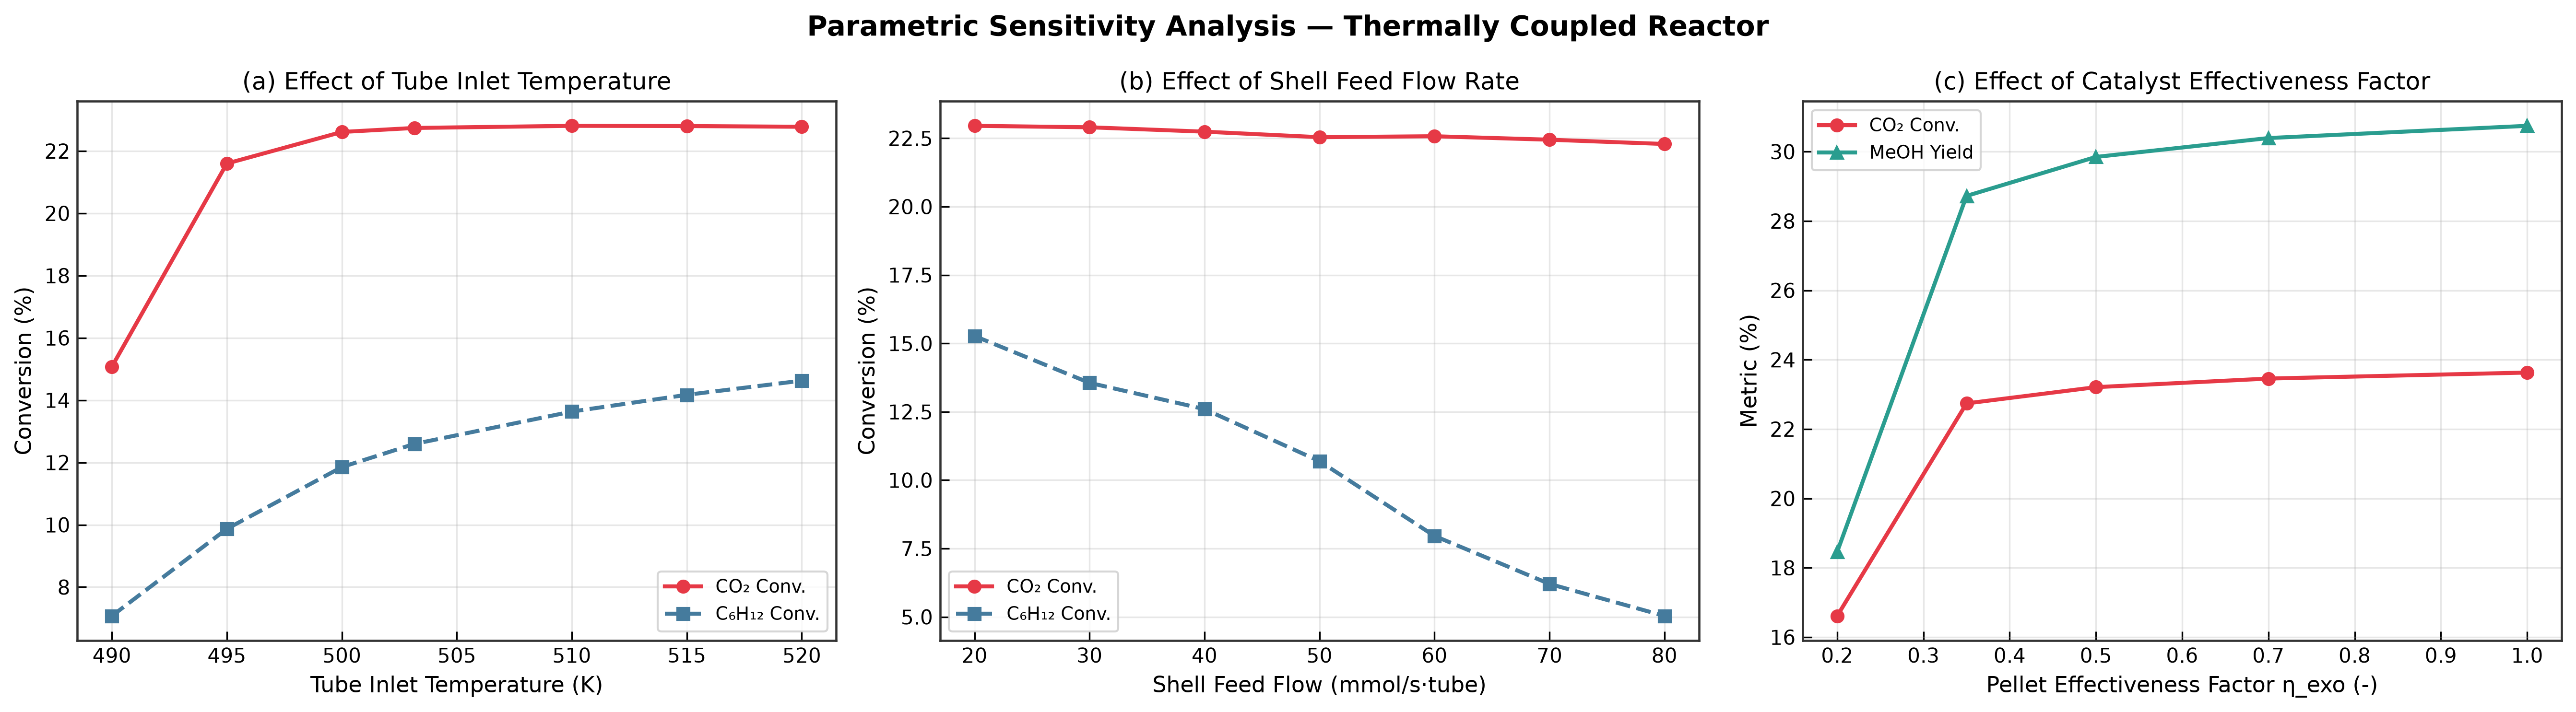 Parametric Sensitivity Analysis — Thermally Coupled Reactor
(a) Effect of Tube Inlet Temperature
Conversion (%)
22
20
18
16
14
12
10
8
CO₂ Conv.
C₆H₁₂ Conv.
490 495 500 505 510 515 520
Tube Inlet Temperature (K)
(b) Effect of Shell Feed Flow Rate
Conversion (%)
22.5
20.0
17.5
15.0
12.5
10.0
7.5
5.0
CO₂ Conv.
C₆H₁₂ Conv.
20 30 40 50 60 70 80
Shell Feed Flow (mmol/s·tube)
(c) Effect of Catalyst Effectiveness Factor
Metric (%)
CO₂ Conv.
MeOH Yield
30
28
26
24
22
20
18
16
0.2 0.3 0.4 0.5 0.6 0.7 0.8 0.9 1.0
Pellet Effectiveness Factor η_exo (-)